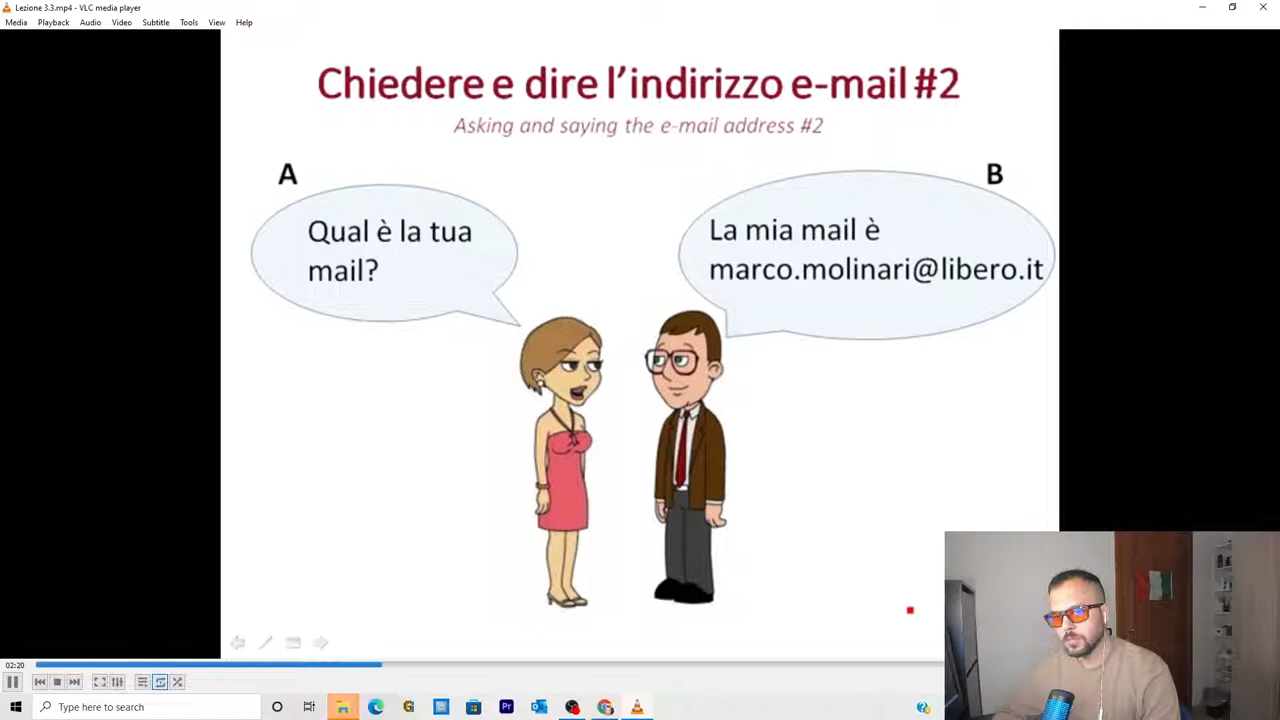 Lezione 3.3.mp4 - VLC media player
Media Playback Audio Video Subtitle Tools View Help
Chiedere e dire l’indirizzo e-mail #2
Asking and saying the e-mail address #2
A
Qual è la tua
mail?
B
La mia mail è
marco.molinari@libero.it
02:20
Type here to search